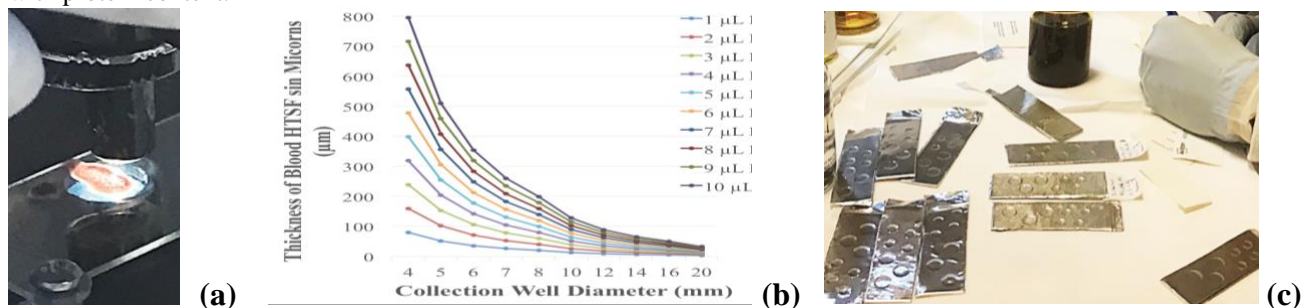 800
700
600
500
400
300
200
100
0
Thickness of Blood HTSF sin Micorns
(μm)
1 μL
2 μL
3 μL
4 μL
5 μL
6 μL
7 μL
8 μL
9 μL
10 μL
4 5 6 7 8 10 12 14 16 20
Collection Well Diameter (mm)
(a)
(b)
(c)